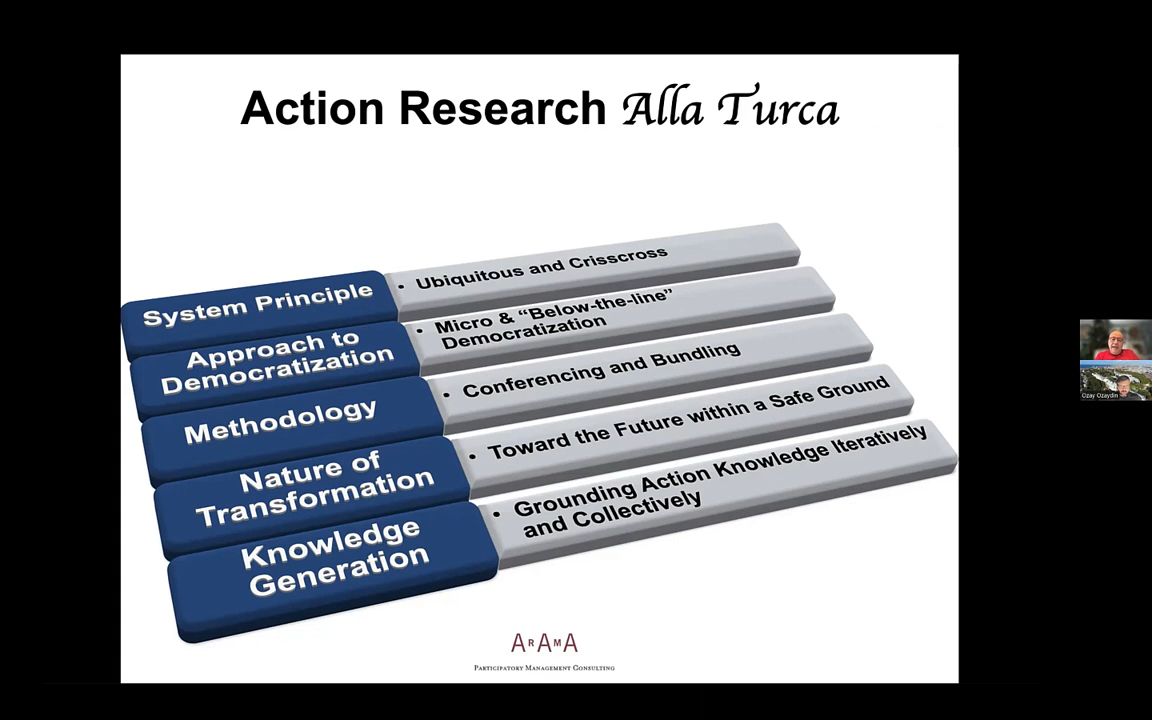 Action Research Alla Turca
System Principle
• Ubiquitous and Crisscross
Approach to
Democratization
• Micro & “Below-the-line”
Democratization
Methodology
• Conferencing and Bundling
Nature of
Transformation
• Toward the Future within a Safe Ground
Knowledge
Generation
• Grounding Action Knowledge Iteratively
and Collectively
ARAMA
PARTICIPATORY MANAGEMENT CONSULTING
Ozay Ozaydin